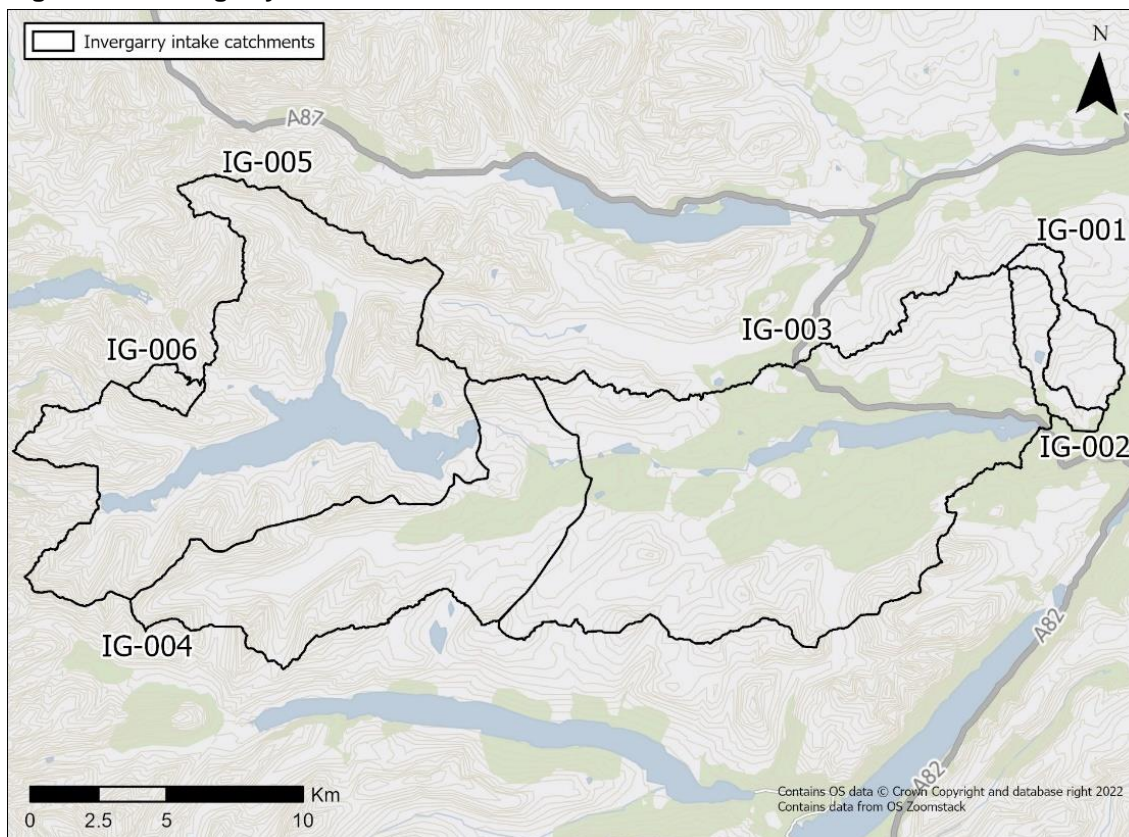 Invergarry intake catchments
N
A87
IG-005
IG-001
IG-003
IG-006
IG-002
IG-004
A82
A82
Km
0 2.5 5 10
Contains OS data © Crown Copyright and database right 2022
Contains data from OS Zoomstack